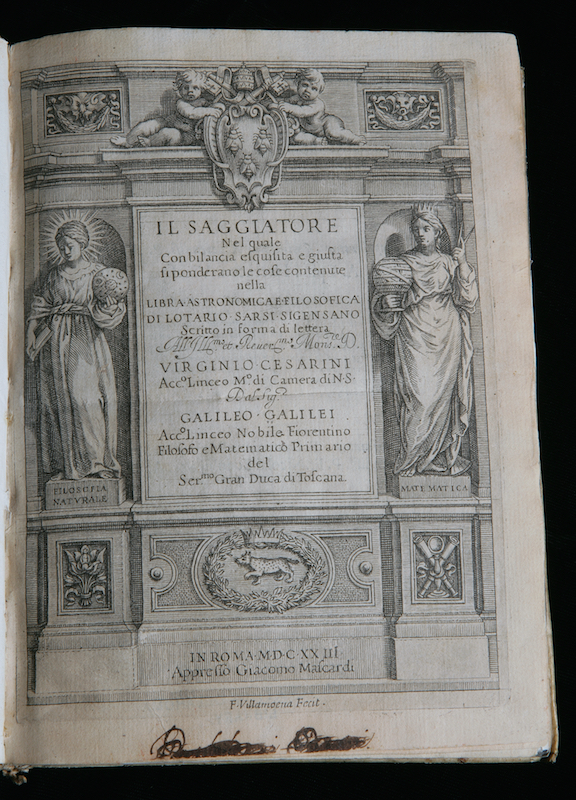 IL SAGGIATORE
Nel quale
Con bilancia esquisita e giusta
si ponderano le cose contenute
nella
LIBRA ASTRONOMICA E FILOSOFICA
DI LOTARIO SARSI SIGENSANO
Scritto in forma di lettera
All'Ill.mo et Reuer.mo Mons.re D.
VIRGINIO CESARINI
Acc.o Linceo M.o di Camera di N.S.
Dal Sig.r
GALILEO GALILEI
Acc.o Linceo Nobile Fiorentino
Filosofo e Matematico Primario
del
Ser.mo Gran Duca di Toscana.
FILOSOFIA
NATVRALE
MATEMATICA
IN ROMA·M·D·C·XXIII
Appresso Giacomo Mascardi
F. Villamoena Fecit.